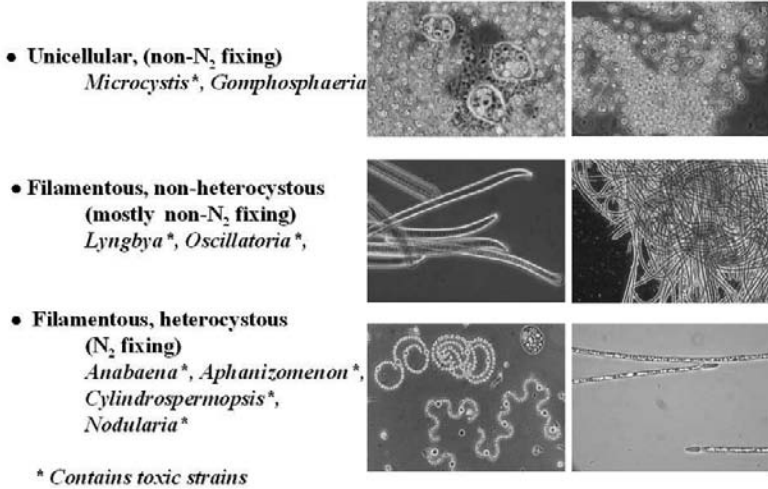 • Unicellular, (non-N₂ fixing)
Microcystis*, Gomphosphaeria
• Filamentous, non-heterocystous
(mostly non-N₂ fixing)
Lyngbya*, Oscillatoria*,
• Filamentous, heterocystous
(N₂ fixing)
Anabaena*, Aphanizomenon*,
Cylindrospermopsis*,
Nodularia*
* Contains toxic strains